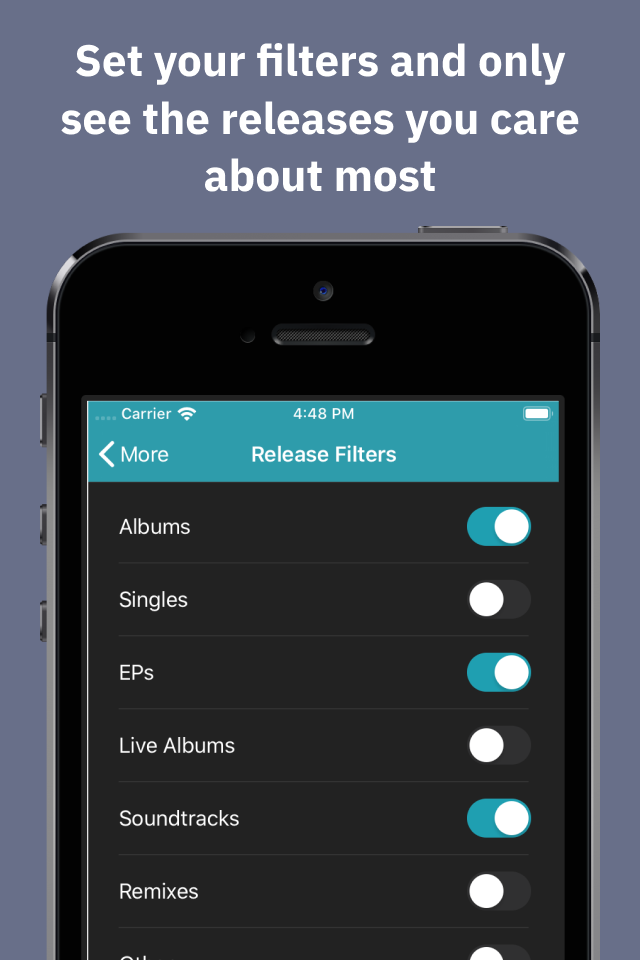 Set your filters and only
see the releases you care
about most
Carrier 4:48 PM
More Release Filters
Albums
Singles
EPs
Live Albums
Soundtracks
Remixes